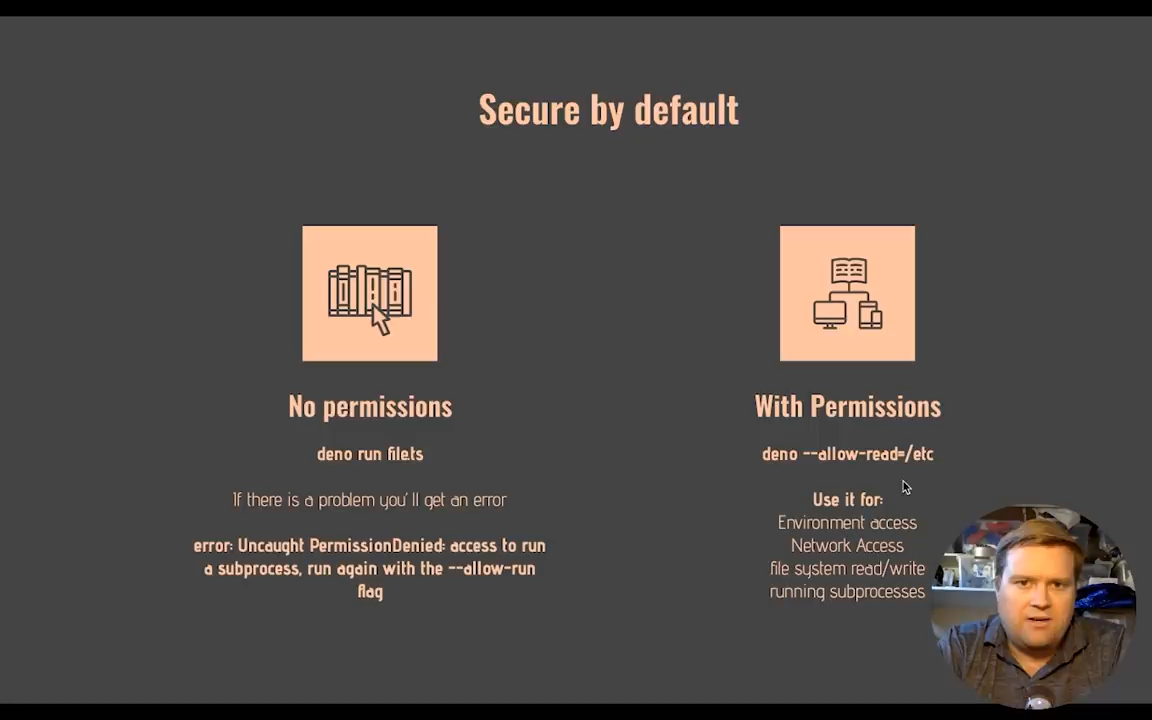 Secure by default
No permissions
deno run file.ts
If there is a problem you'll get an error
error: Uncaught PermissionDenied: access to run
a subprocess, run again with the --allow-run
flag
With Permissions
deno --allow-read=/etc
Use it for:
Environment access
Network Access
file system read/write
running subprocesses